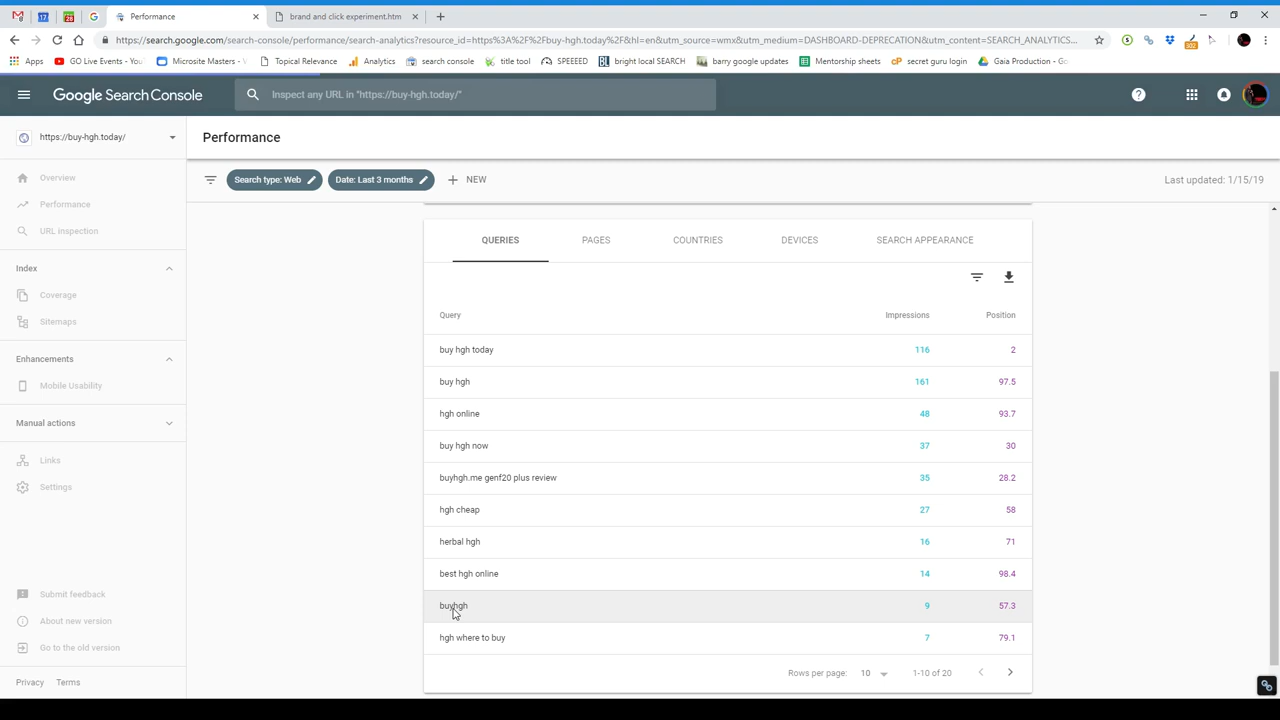 Performance
brand and click experiment.htm
https://search.google.com/search-console/performance/search-analytics?resource_id=https%3A%2F%2Fbuy-hgh.today%2F&hl=en&utm_source=wmx&utm_medium=DASHBOARD-DEPRECATION&utm_content=SEARCH_ANALYTICS...
Apps
GO Live Events - You
Microsite Masters -
Topical Relevance
Analytics
search console
title tool
SPEEEED
bright local SEARCH
barry google updates
Mentorship sheets
secret guru login
Gaia Production - Go
Google Search Console
Inspect any URL in "https://buy-hgh.today/"
https://buy-hgh.today/
Performance
Search type: Web
Date: Last 3 months
NEW
Last updated: 1/15/19
Overview
Performance
URL inspection
Index
Coverage
Sitemaps
Enhancements
Mobile Usability
Manual actions
Links
Settings
Submit feedback
About new version
Go to the old version
Privacy Terms
QUERIES PAGES COUNTRIES DEVICES SEARCH APPEARANCE
Query Impressions Position
buy hgh today 116 2
buy hgh 161 97.5
hgh online 48 93.7
buy hgh now 37 30
buyhgh.me genf20 plus review 35 28.2
hgh cheap 27 58
herbal hgh 16 71
best hgh online 14 98.4
buyhgh 9 57.3
hgh where to buy 7 79.1
Rows per page: 10 1-10 of 20